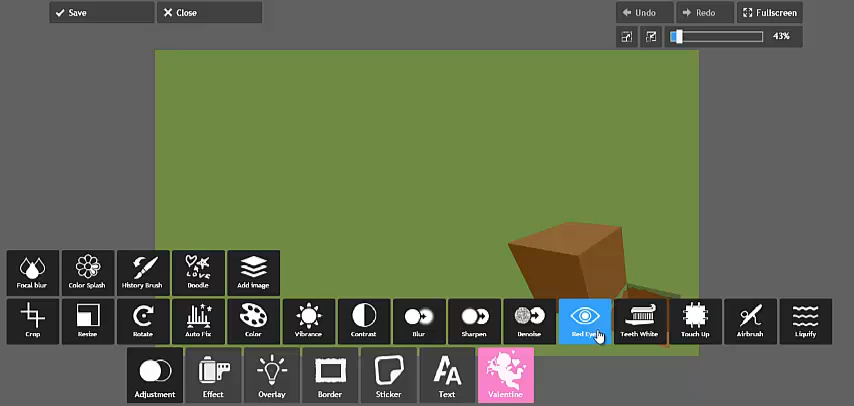 Save Close Undo Redo Fullscreen
43%
LOVE
Focal blur Color Splash History Brush Doodle Add image
Crop Resize Rotate Auto Fix Color Vibrance Contrast Blur Sharpen Denoise Red Eye Teeth White Touch Up Airbrush Liquify
Adjustment Effect Overlay Border Sticker Text Valentine